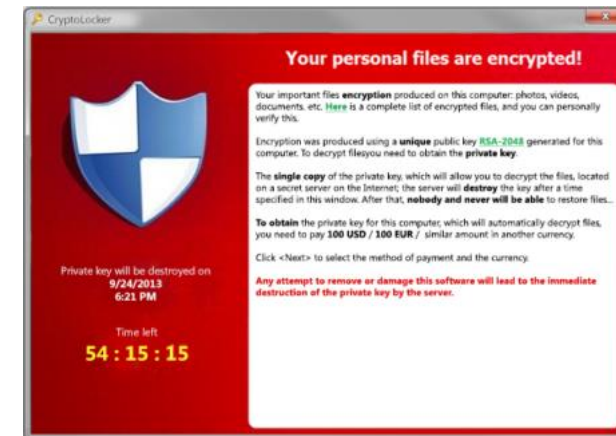 CryptoLocker
Your personal files are encrypted!
Your important files encryption produced on this computer: photos, videos,
documents, etc. Here is a complete list of encrypted files, and you can personally
verify this.
Encryption was produced using a unique public key RSA-2048 generated for this
computer. To decrypt filesyou need to obtain the private key.
The single copy of the private key, which will allow you to decrypt the files, located
on a secret server on the Internet; the server will destroy the key after a time
specified in this window. After that, nobody and never will be able to restore files...
To obtain the private key for this computer, which will automatically decrypt files,
you need to pay 100 USD / 100 EUR / similar amount in another currency.
Click <Next> to select the method of payment and the currency.
Any attempt to remove or damage this software will lead to the immediate
destruction of the private key by the server.
Private key will be destroyed on
9/24/2013
6:21 PM
Time left
54 : 15 : 15